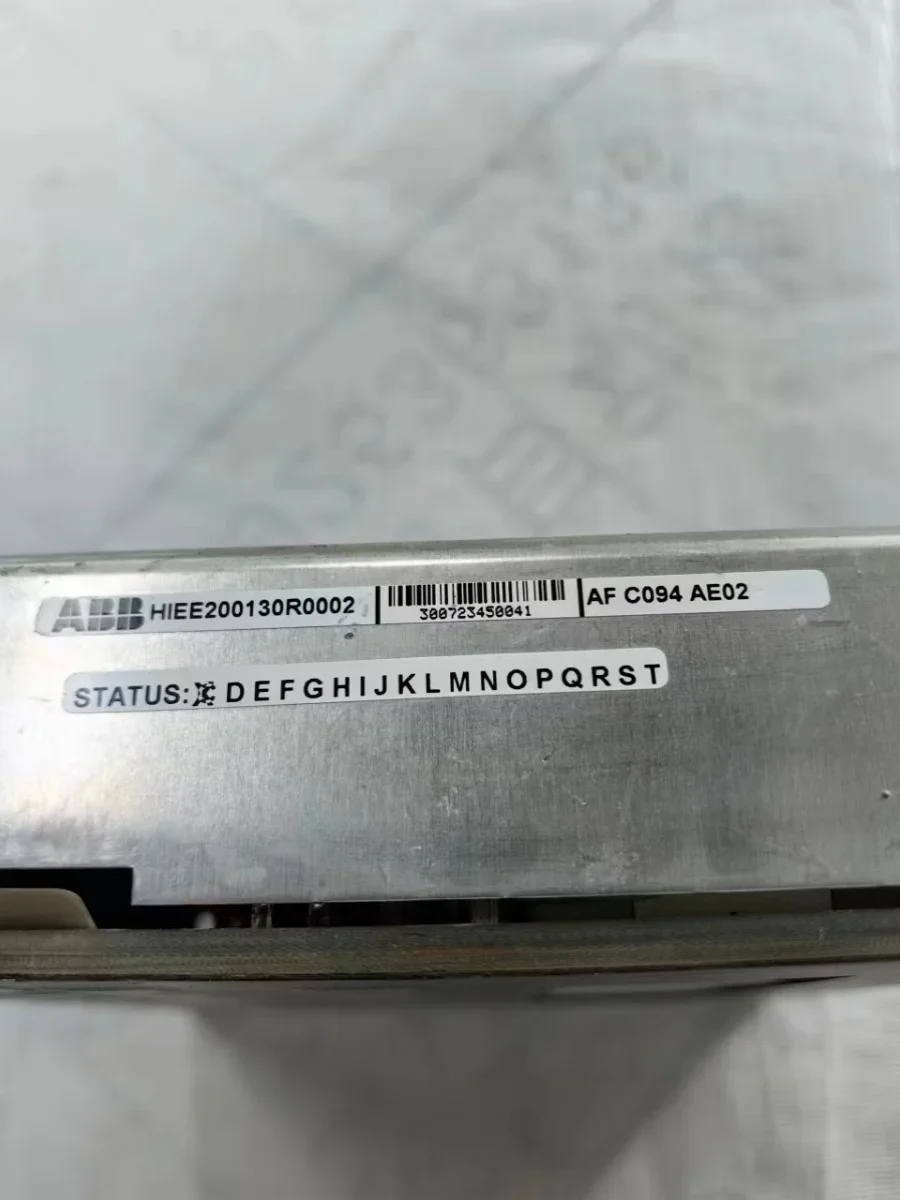 ABB HIEE200130R0002 300723450041 AF C094 AE02
STATUS: C D E F G H I J K L M N O P Q R S T